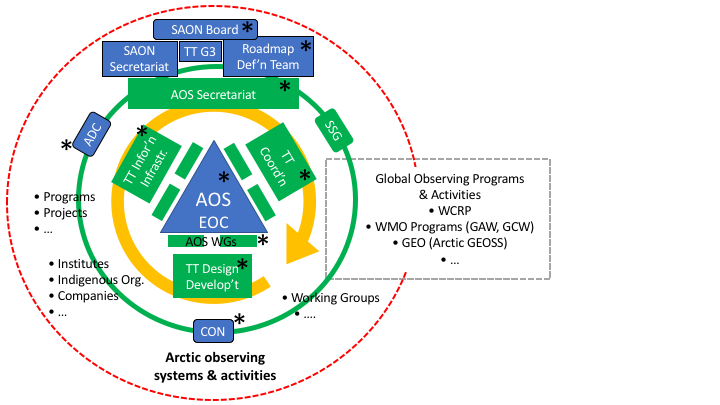 SAON Board *
SAON
Secretariat
TT G3
Roadmap *
Def'n Team
AOS Secretariat *
ADC
*
SSG
TT Infor'n *
Infrastr.
TT
Coord'n *
*
AOS
EOC
AOS WGs *
TT Design *
Develop't
• Programs
• Projects
• ...
• Institutes
• Indigenous Org.
• Companies
• ...
• Working Groups
• ....
CON *
Arctic observing
systems & activities
Global Observing Programs
& Activities
• WCRP
• WMO Programs (GAW, GCW)
• GEO (Arctic GEOSS)
• ...